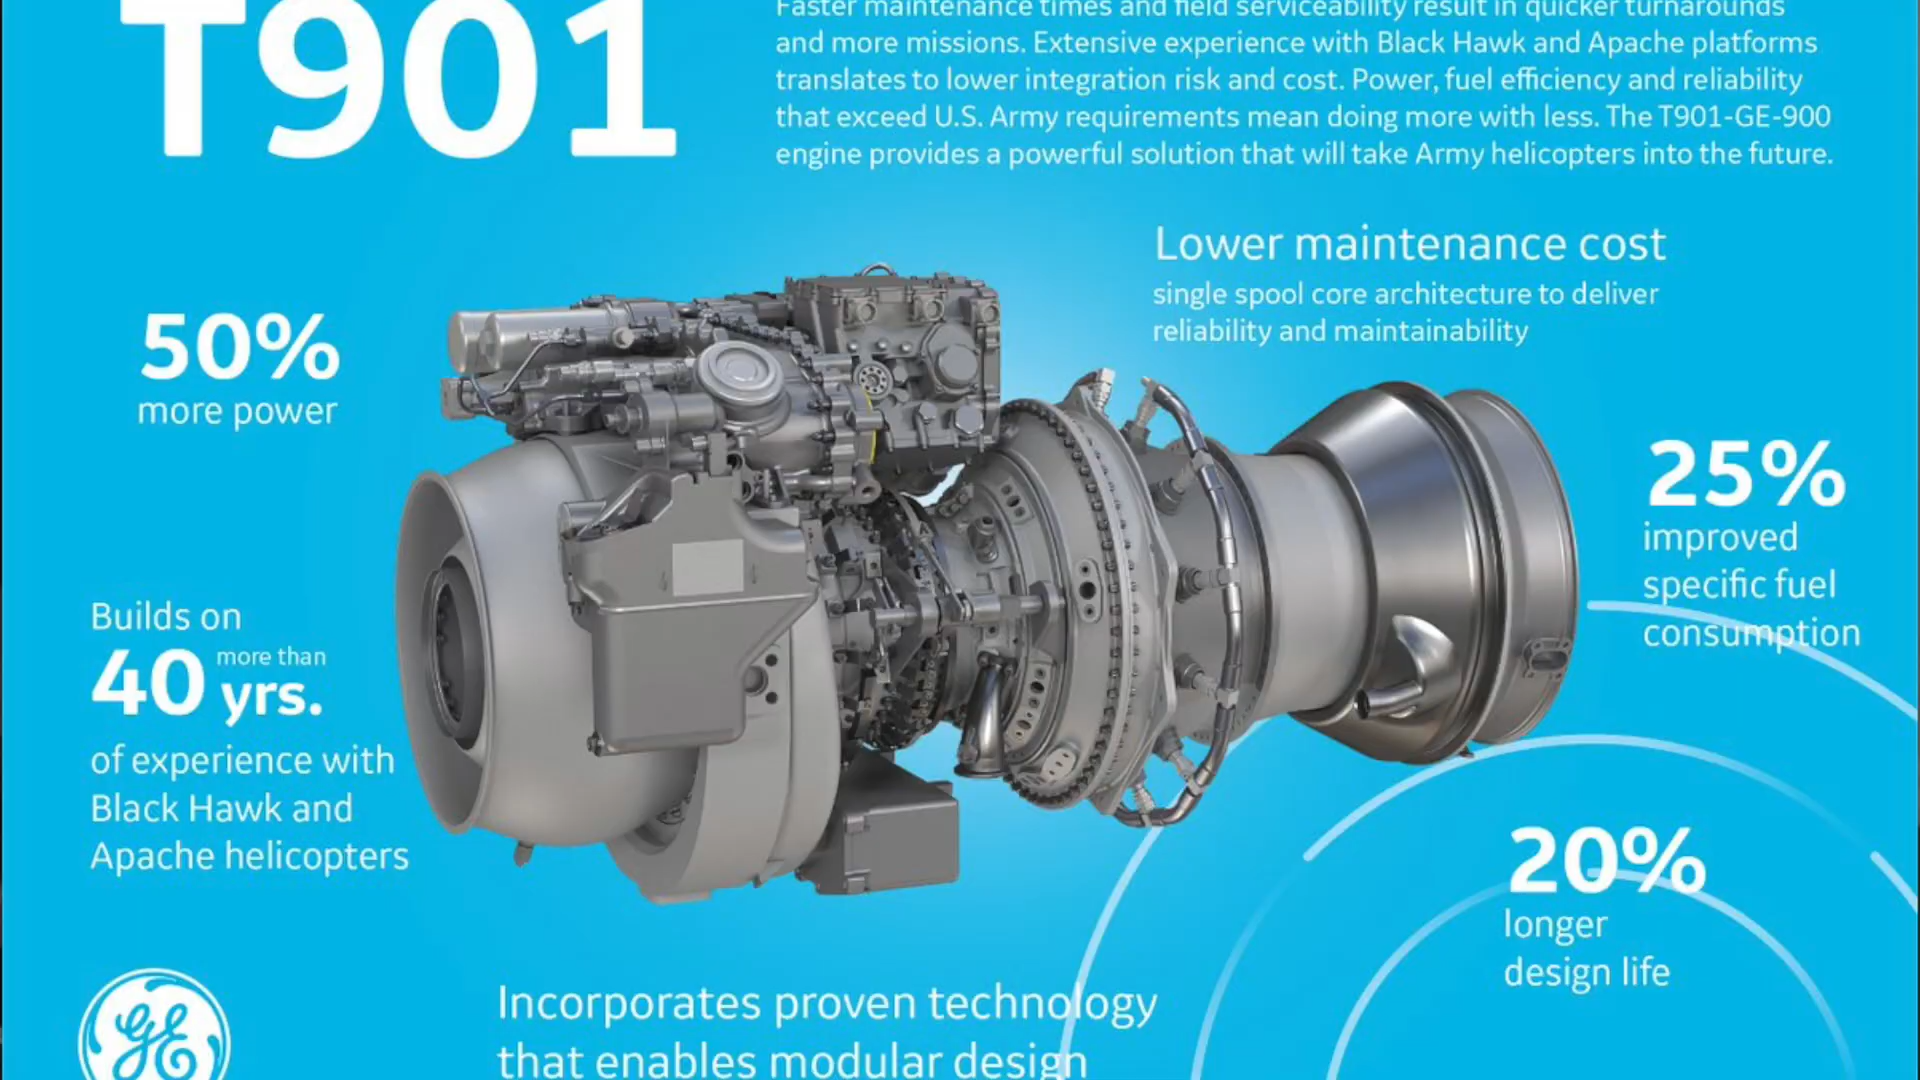 T901
Faster maintenance times and field serviceability result in quicker turnarounds
and more missions. Extensive experience with Black Hawk and Apache platforms
translates to lower integration risk and cost. Power, fuel efficiency and reliability
that exceed U.S. Army requirements mean doing more with less. The T901-GE-900
engine provides a powerful solution that will take Army helicopters into the future.
Lower maintenance cost
single spool core architecture to deliver
reliability and maintainability
50%
more power
25%
improved
specific fuel
consumption
Builds on
40 more than
yrs.
of experience with
Black Hawk and
Apache helicopters
20%
longer
design life
Incorporates proven technology
that enables modular design
GE